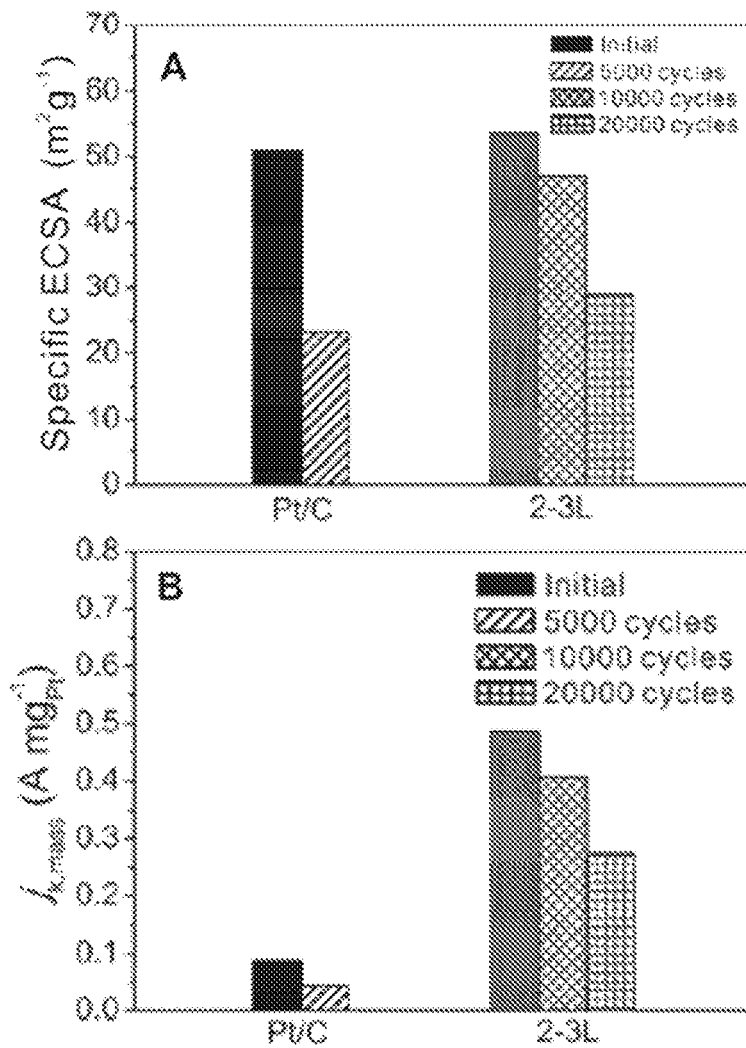 A
Initial
5000 cycles
10000 cycles
20000 cycles
Specific ECSA (m²g⁻¹)
70
60
50
40
30
20
10
0
Pt/C 2-3L
B
Initial
5000 cycles
10000 cycles
20000 cycles
jk,mass (A mgPt⁻¹)
0.8
0.7
0.6
0.5
0.4
0.3
0.2
0.1
0.0
Pt/C 2-3L